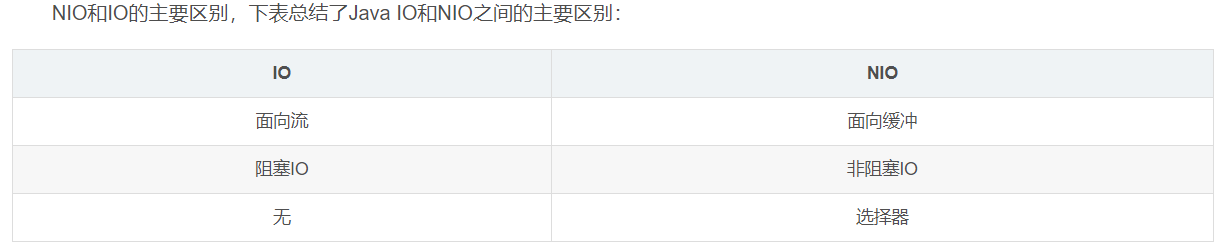 NIO和IO的主要区别，下表总结了Java IO和NIO之间的主要区别：
IO NIO
面向流 面向缓冲
阻塞IO 非阻塞IO
无 选择器